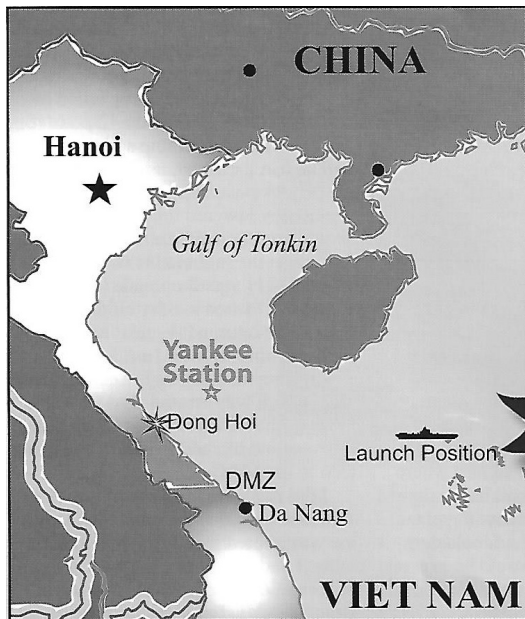 CHINA
Hanoi
Gulf of Tonkin
Yankee
Station
Dong Hoi
Launch Position
DMZ
Da Nang
VIET NAM